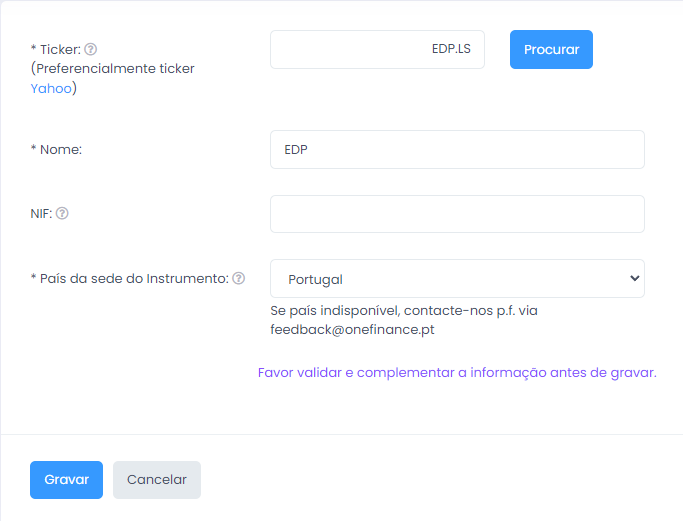 * Ticker:
EDP.LS
Procurar
(Preferencialmente ticker
Yahoo)
* Nome:
EDP
NIF:
* País da sede do Instrumento:
Portugal
Se país indisponível, contacte-nos p.f. via
feedback@onefinance.pt
Favor validar e complementar a informação antes de gravar.
Gravar
Cancelar